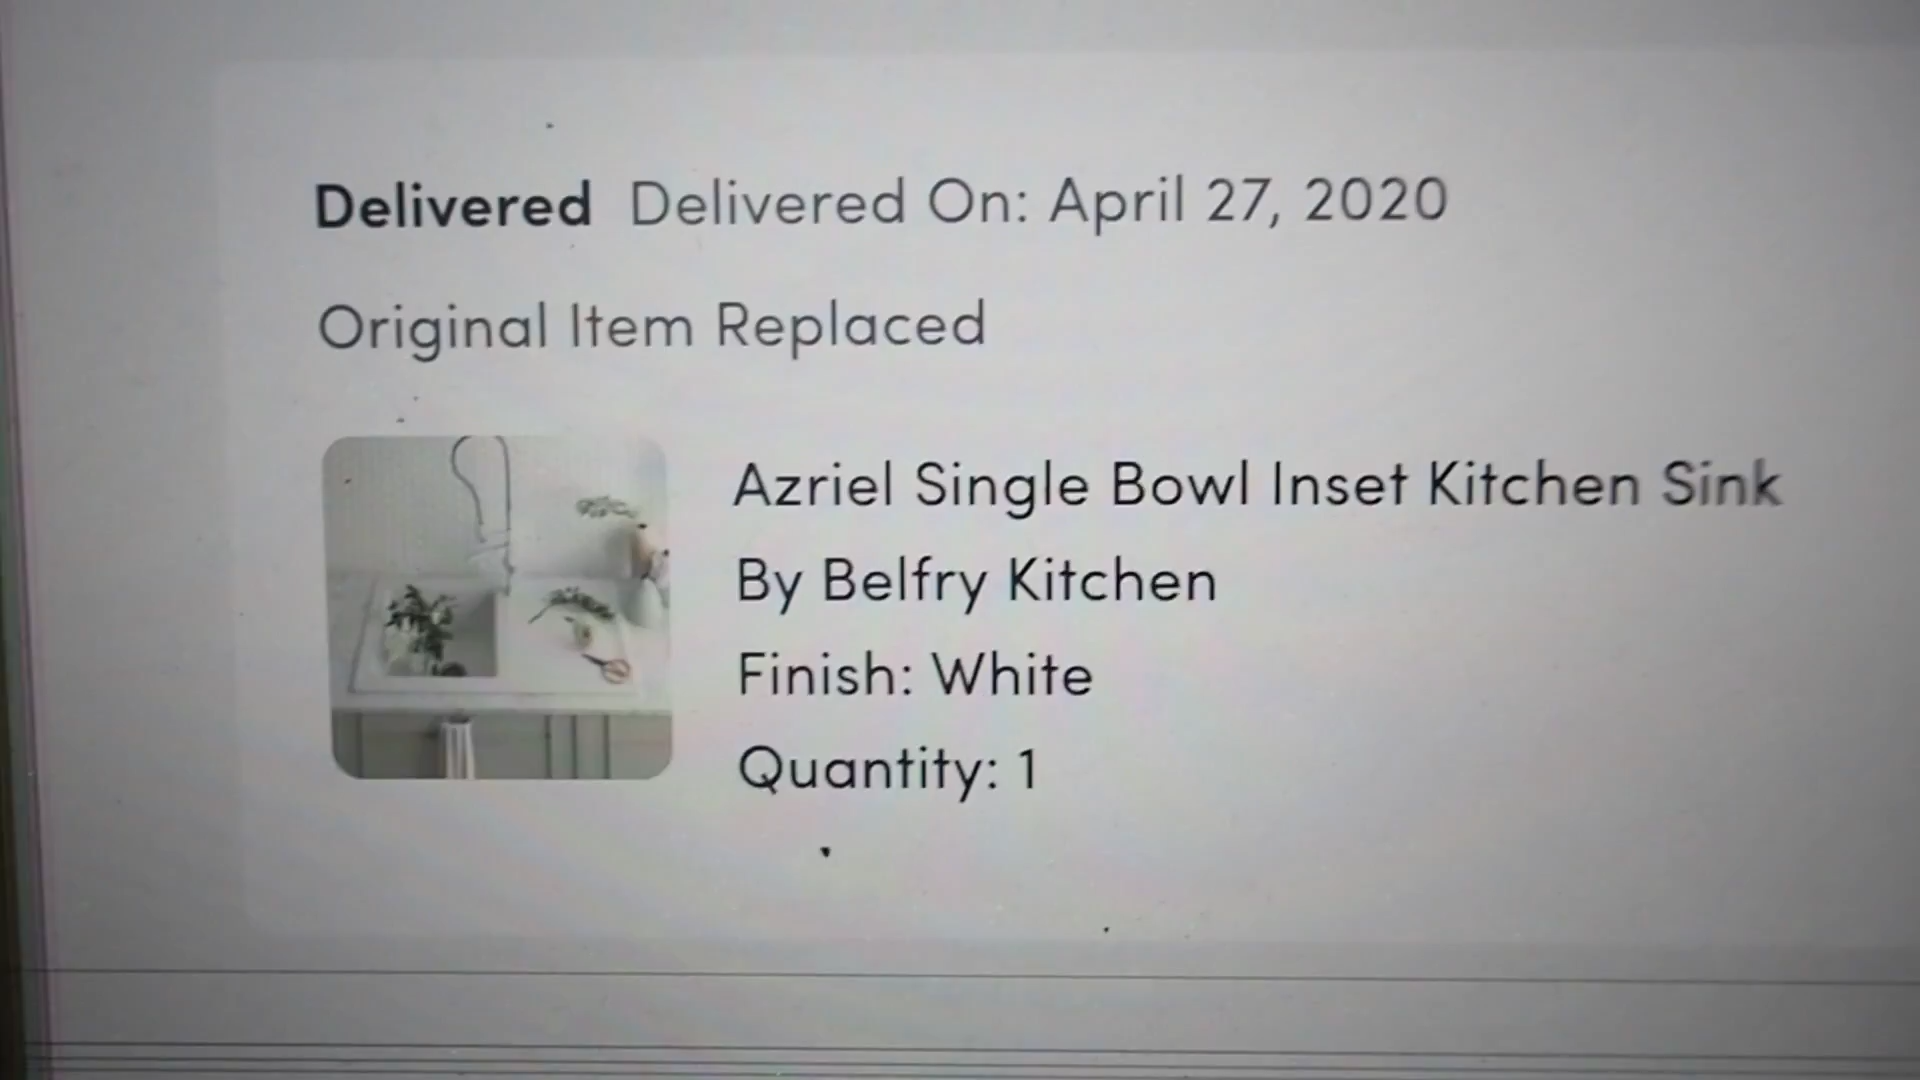 Delivered Delivered On: April 27, 2020
Original Item Replaced
Azriel Single Bowl Inset Kitchen Sink
By Belfry Kitchen
Finish: White
Quantity: 1